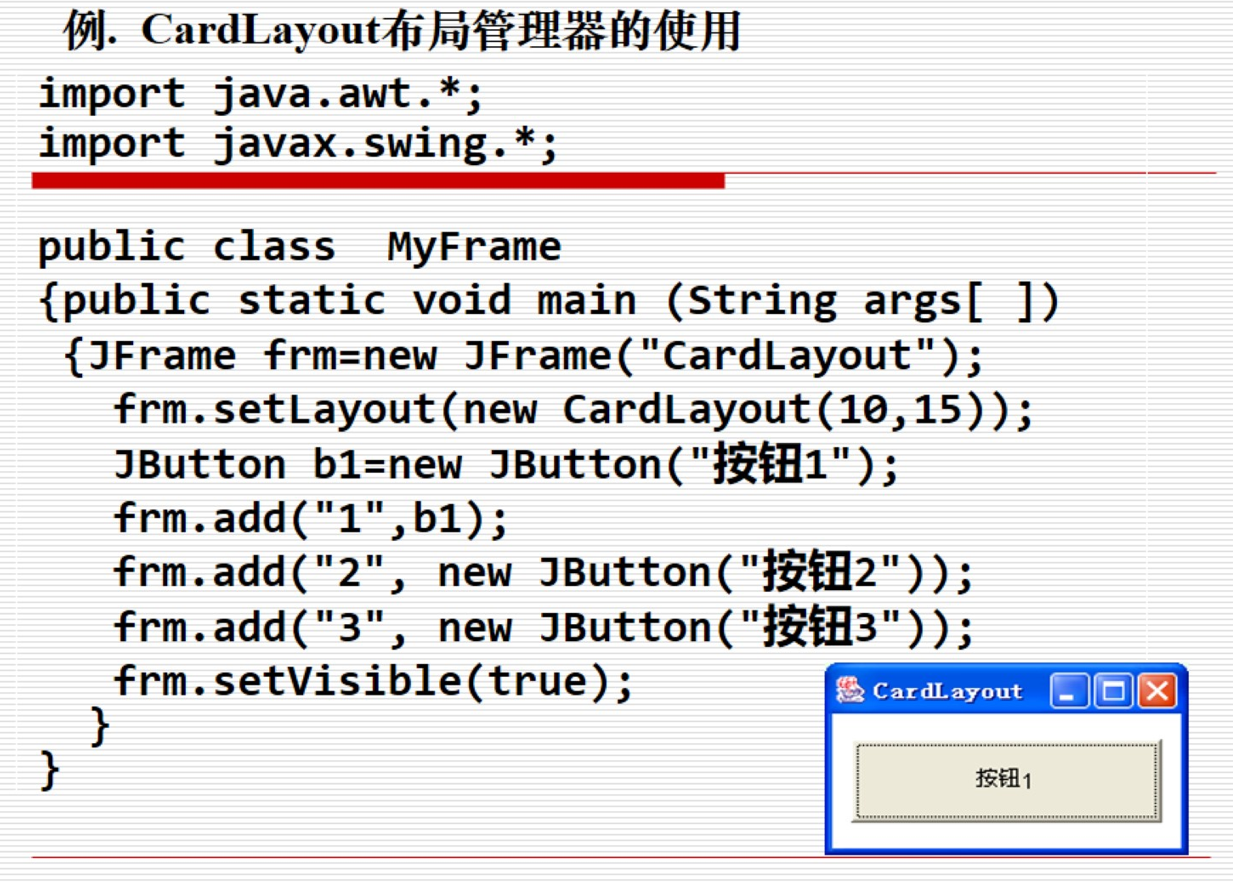 例. CardLayout布局管理器的使用
import java.awt.*;
import javax.swing.*;
public class  MyFrame
{public static void main (String args[ ])
{JFrame frm=new JFrame("CardLayout");
frm.setLayout(new CardLayout(10,15));
JButton b1=new JButton("按钮1");
frm.add("1",b1);
frm.add("2", new JButton("按钮2"));
frm.add("3", new JButton("按钮3"));
frm.setVisible(true);
}
}
CardLayout
按钮1